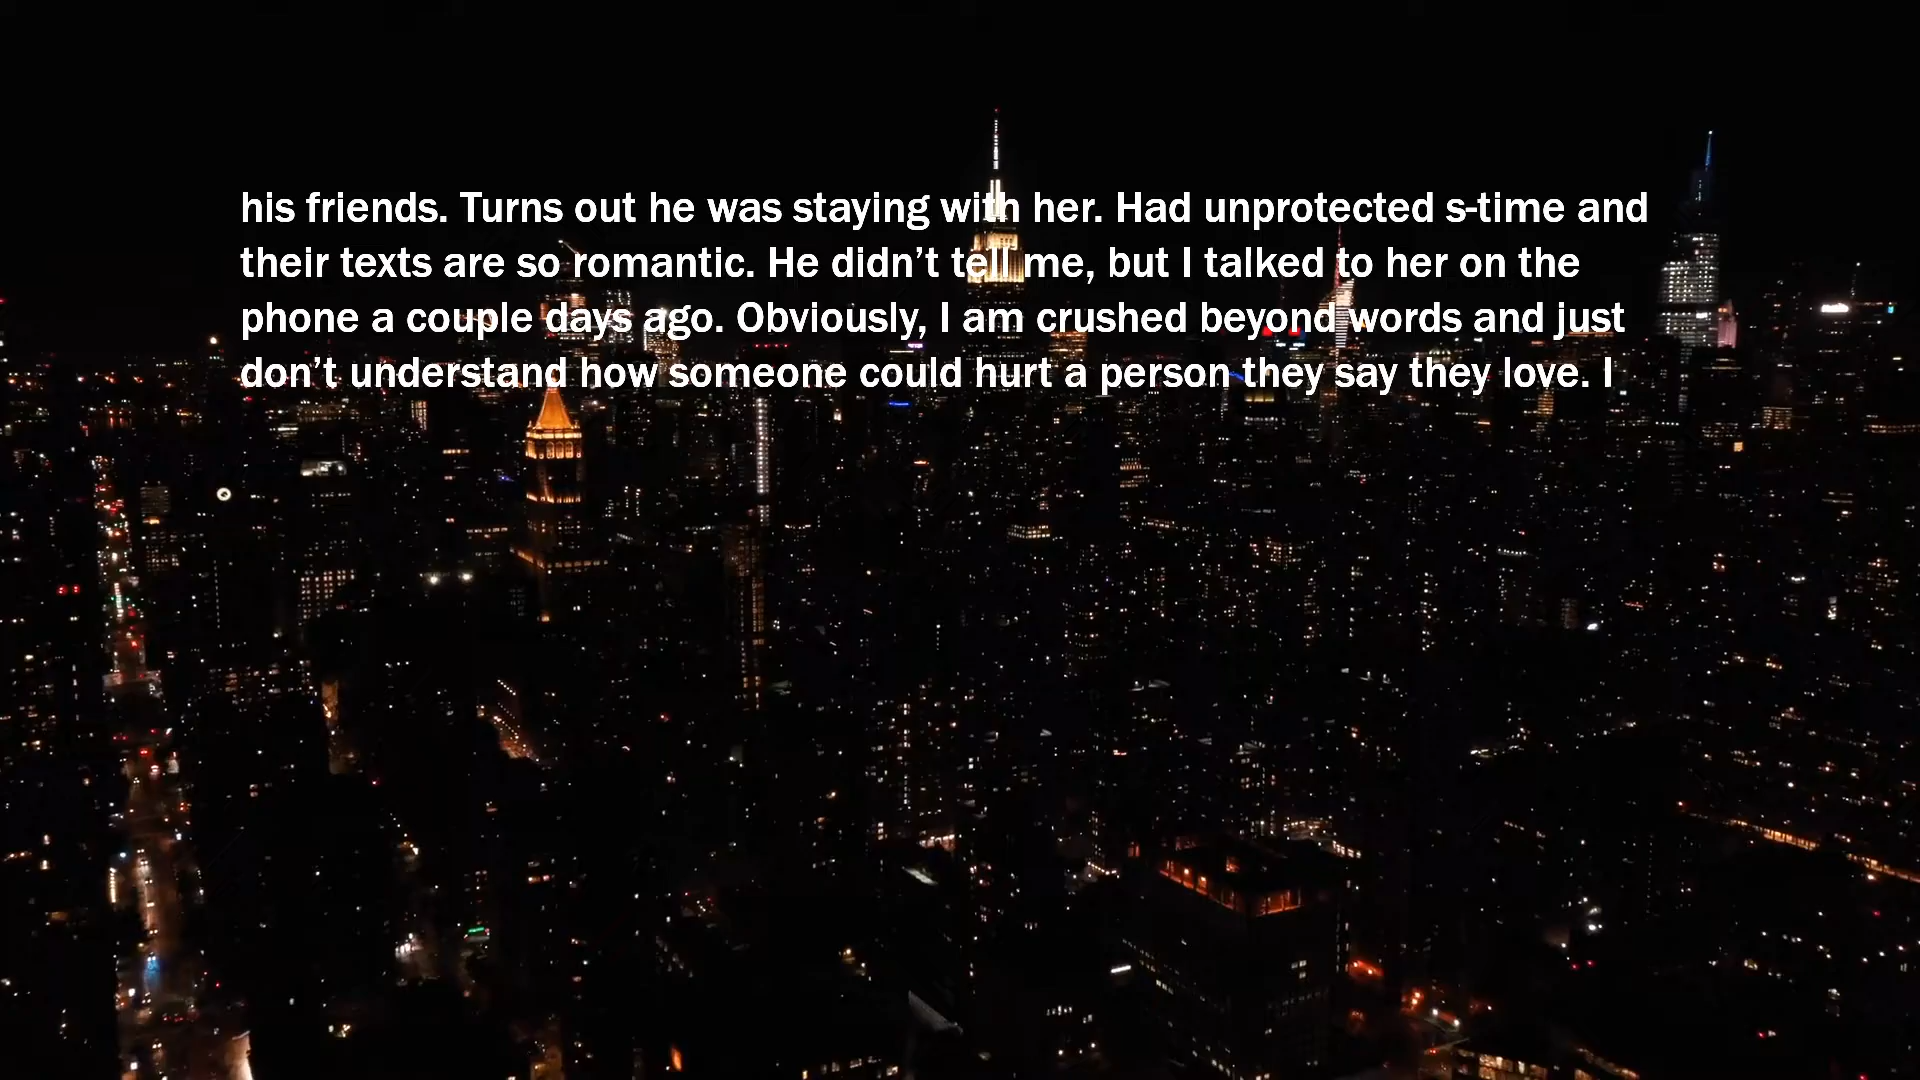 his friends. Turns out he was staying with her. Had unprotected s-time and
their texts are so romantic. He didn’t tell me, but I talked to her on the
phone a couple days ago. Obviously, I am crushed beyond words and just
don’t understand how someone could hurt a person they say they love. I